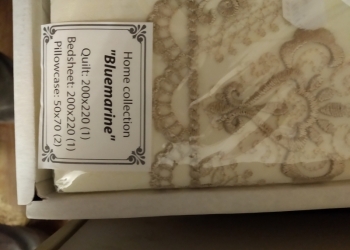 Home collection
"Bluemarine"
Quilt: 200x220 (1)
Bedsheet: 200x220 (1)
Pillowcase: 50x70 (2)